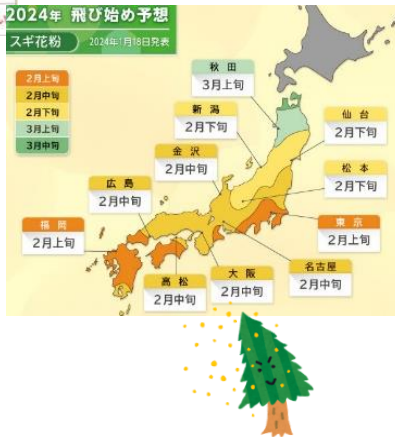 2024年 飛び始め予想
スギ花粉 2024年1月18日発表
2月上旬
2月中旬
2月下旬
3月上旬
3月中旬
秋田
3月上旬
新潟
2月下旬
仙台
2月下旬
金沢
2月中旬
松本
2月下旬
広島
2月中旬
福岡
2月上旬
東京
2月上旬
高松
2月中旬
大阪
2月中旬
名古屋
2月中旬